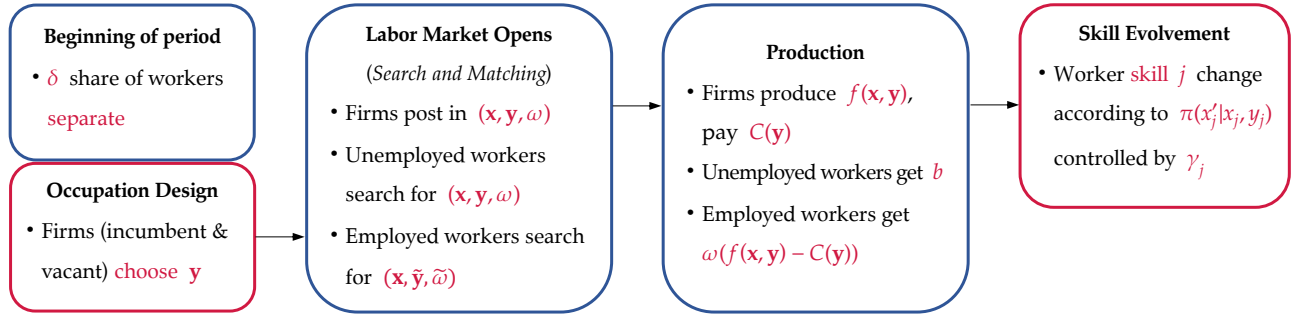 Beginning of period
• δ share of workers
separate
Occupation Design
• Firms (incumbent &
vacant) choose y
Labor Market Opens
(Search and Matching)
• Firms post in (x, y, ω)
• Unemployed workers
search for (x, y, ω)
• Employed workers search
for (x, ỹ, ω̃)
Production
• Firms produce f(x, y),
pay C(y)
• Unemployed workers get b
• Employed workers get
ω(f(x, y) − C(y))
Skill Evolvement
• Worker skill j change
according to π(x′ⱼ|xⱼ, yⱼ)
controlled by γⱼ